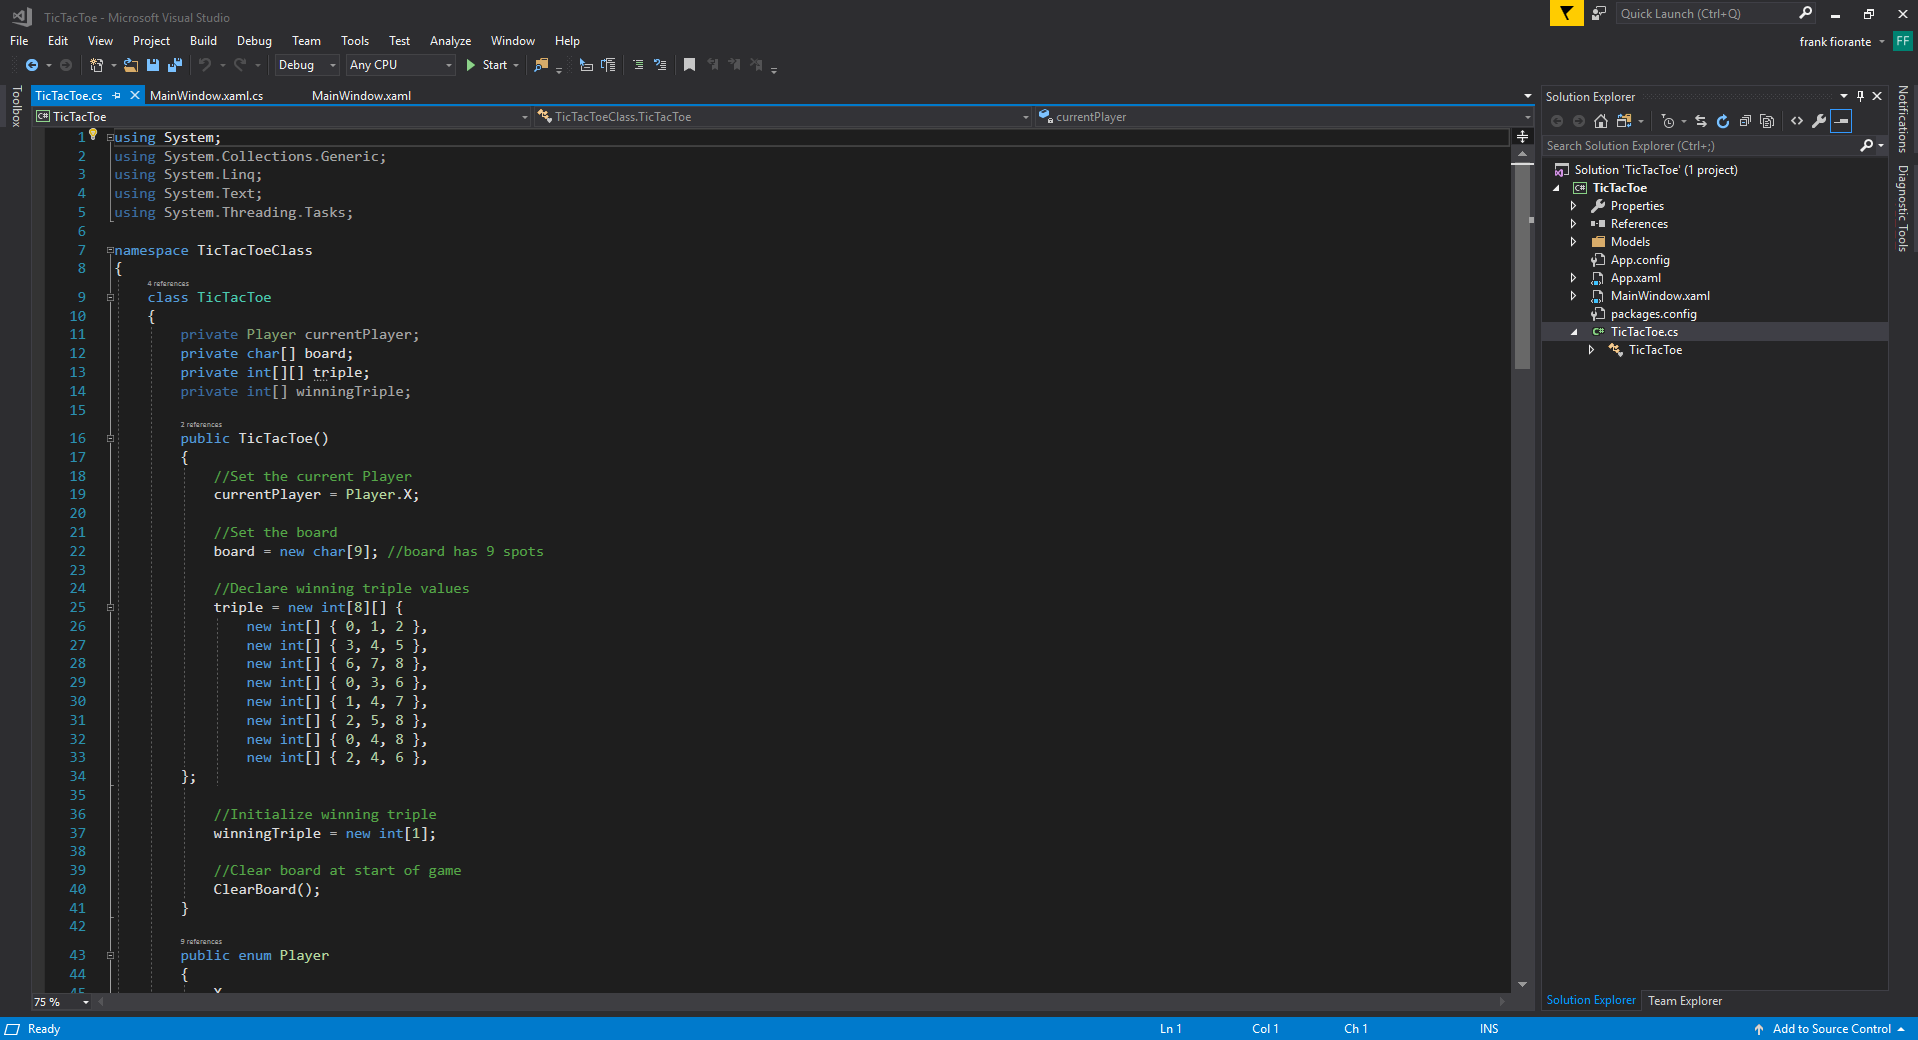 TicTacToe - Microsoft Visual Studio
Quick Launch (Ctrl+Q)
File Edit View Project Build Debug Team Tools Test Analyze Window Help
frank fiorante FF
Debug Any CPU Start
Toolbox
TicTacToe.cs MainWindow.xaml.cs MainWindow.xaml
C# TicTacToe TicTacToeClass.TicTacToe currentPlayer
1 using System;
2 using System.Collections.Generic;
3 using System.Linq;
4 using System.Text;
5 using System.Threading.Tasks;
6
7 namespace TicTacToeClass
8 {
4 references
9 class TicTacToe
10 {
11 private Player currentPlayer;
12 private char[] board;
13 private int[][] triple;
14 private int[] winningTriple;
15
2 references
16 public TicTacToe()
17 {
18 //Set the current Player
19 currentPlayer = Player.X;
20
21 //Set the board
22 board = new char[9]; //board has 9 spots
23
24 //Declare winning triple values
25 triple = new int[8][] {
26 new int[] { 0, 1, 2 },
27 new int[] { 3, 4, 5 },
28 new int[] { 6, 7, 8 },
29 new int[] { 0, 3, 6 },
30 new int[] { 1, 4, 7 },
31 new int[] { 2, 5, 8 },
32 new int[] { 0, 4, 8 },
33 new int[] { 2, 4, 6 },
34 };
35
36 //Initialize winning triple
37 winningTriple = new int[1];
38
39 //Clear board at start of game
40 ClearBoard();
41 }
42
9 references
43 public enum Player
44 {
45 X
75 %
Solution Explorer
Search Solution Explorer (Ctrl+;)
Solution 'TicTacToe' (1 project)
C# TicTacToe
Properties
References
Models
App.config
App.xaml
MainWindow.xaml
packages.config
C# TicTacToe.cs
TicTacToe
Solution Explorer Team Explorer
Notifications
Diagnostic Tools
Ready Ln 1 Col 1 Ch 1 INS Add to Source Control